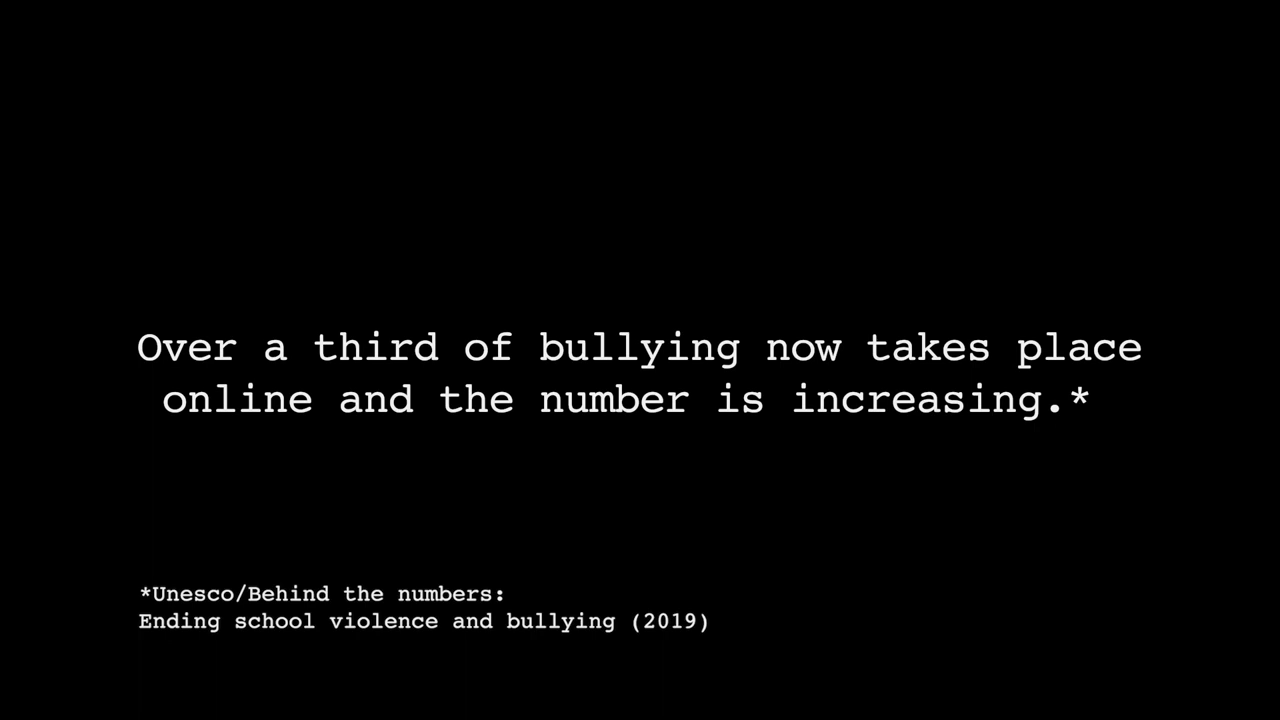 Over a third of bullying now takes place
online and the number is increasing.*
*Unesco/Behind the numbers:
Ending school violence and bullying (2019)